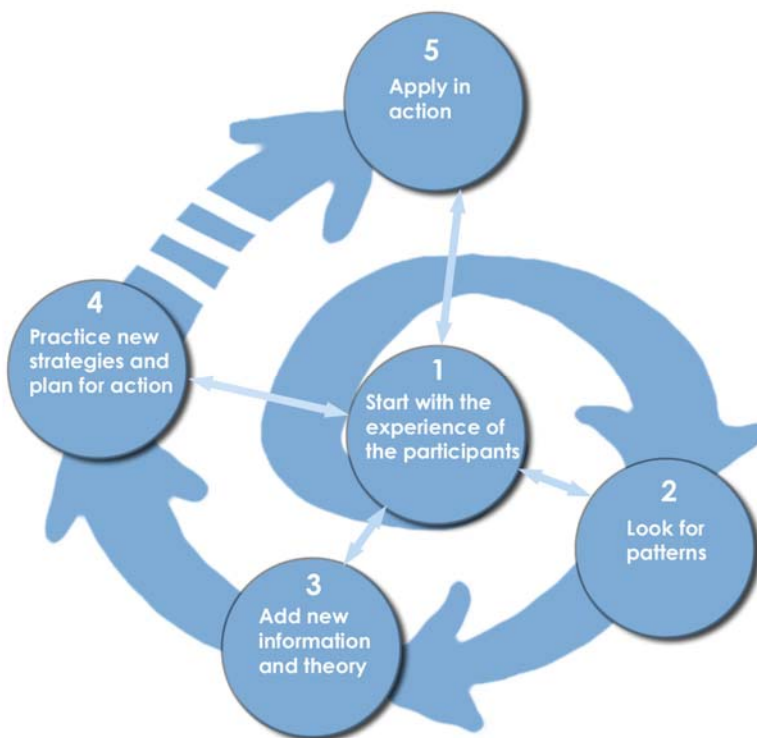 1
Start with the
experience of
the participants
2
Look for
patterns
3
Add new
information
and theory
4
Practice new
strategies and
plan for action
5
Apply in
action